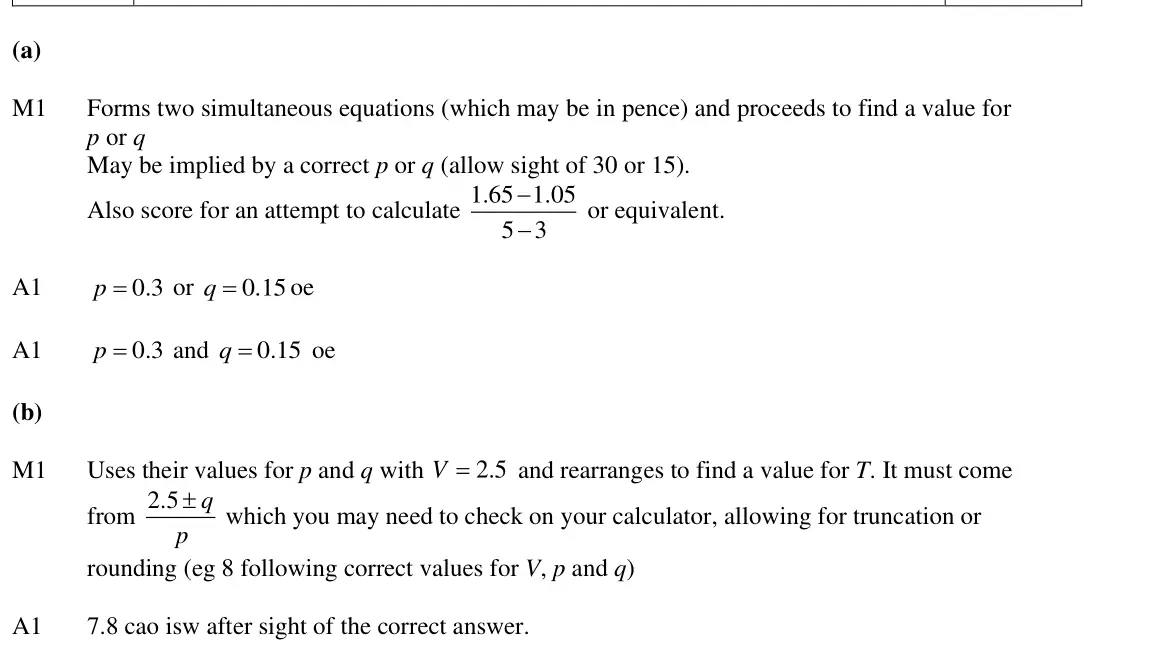 (a)
M1 Forms two simultaneous equations (which may be in pence) and proceeds to find a value for
p or q
May be implied by a correct p or q (allow sight of 30 or 15).
Also score for an attempt to calculate (1.65−1.05)/(5−3) or equivalent.
A1 p = 0.3 or q = 0.15 oe
A1 p = 0.3 and q = 0.15 oe
(b)
M1 Uses their values for p and q with V = 2.5 and rearranges to find a value for T. It must come
from (2.5 ± q)/p which you may need to check on your calculator, allowing for truncation or
rounding (eg 8 following correct values for V, p and q)
A1 7.8 cao isw after sight of the correct answer.